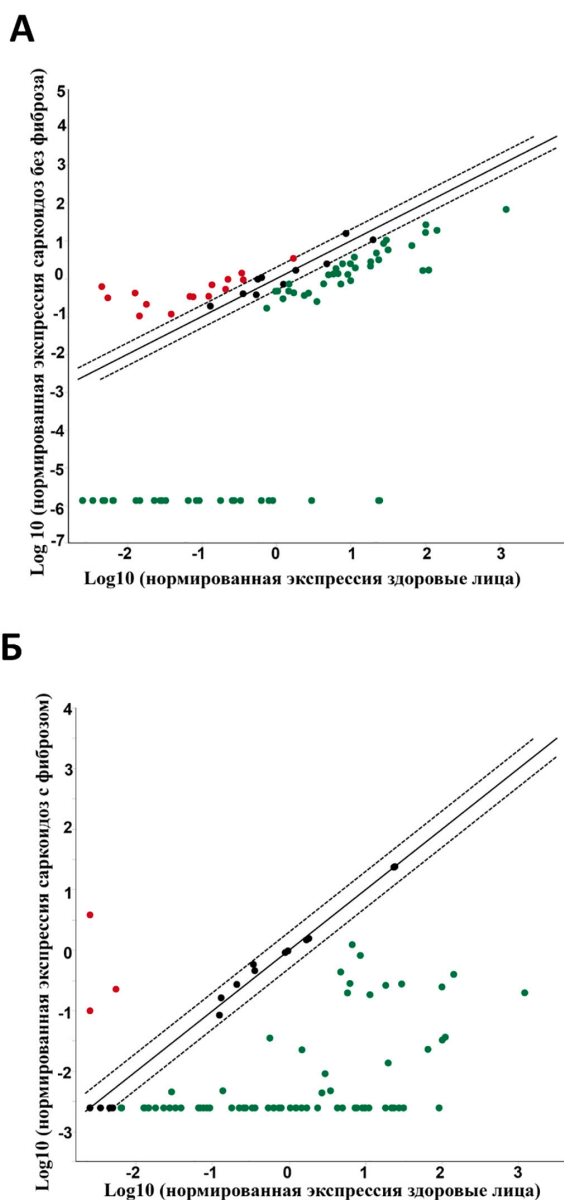 А
Log 10 (нормированная экспрессия саркоидоз без фиброза)
5
4
3
2
1
0
-1
-2
-3
-4
-5
-6
-7
-2 -1 0 1 2 3
Log10 (нормированная экспрессия здоровые лица)
Б
Log10 (нормированная экспрессия саркоидоз с фиброзом)
4
3
2
1
0
-1
-2
-3
-2 -1 0 1 2 3
Log10 (нормированная экспрессия здоровые лица)